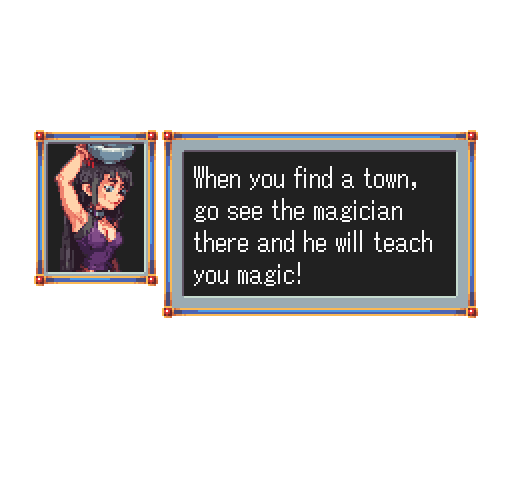 When you find a town,
go see the magician
there and he will teach
you magic!